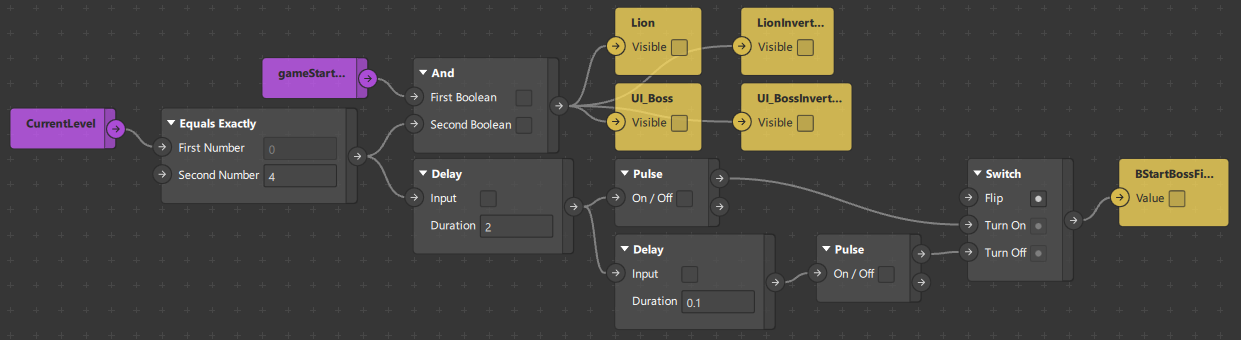 Lion
LionInvert...
Visible
Visible
gameStart...
And
First Boolean
Second Boolean
UI_Boss
UI_BossInvert...
Visible
Visible
CurrentLevel
Equals Exactly
First Number 0
Second Number 4
Delay
Input
Duration 2
Pulse
On / Off
Switch
Flip
Turn On
Turn Off
BStartBossFi...
Value
Delay
Input
Duration 0.1
Pulse
On / Off